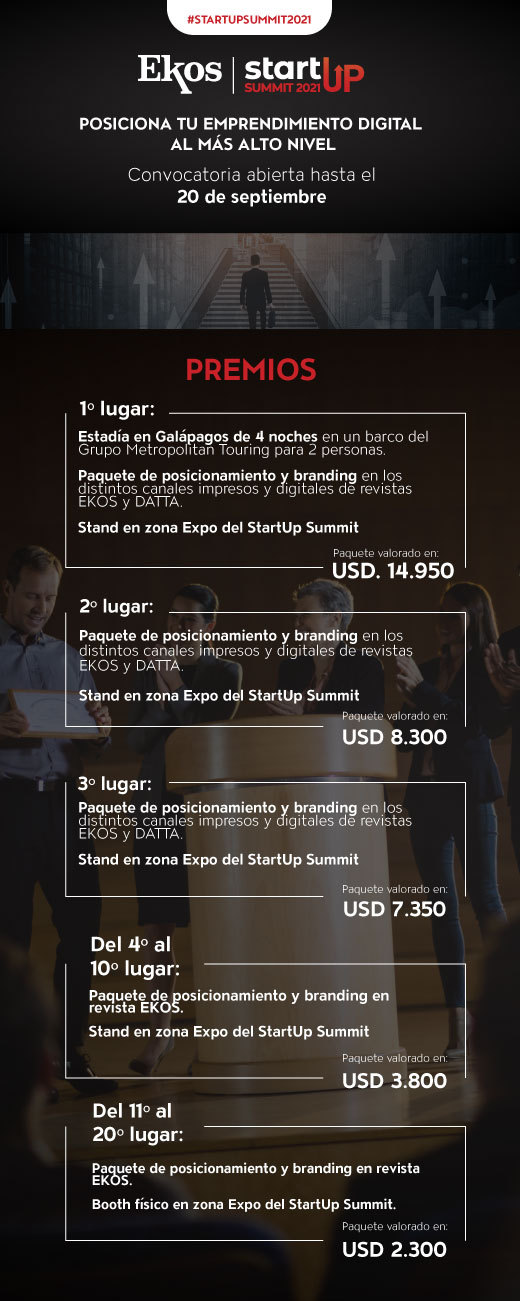 #STARTUPSUMMIT2021
Ekos | startUP
SUMMIT 2021
POSICIONA TU EMPRENDIMIENTO DIGITAL
AL MÁS ALTO NIVEL
Convocatoria abierta hasta el
20 de septiembre
PREMIOS
1º lugar:
Estadía en Galápagos de 4 noches en un barco del
Grupo Metropolitan Touring para 2 personas.
Paquete de posicionamiento y branding en los
distintos canales impresos y digitales de revistas
EKOS y DATTA.
Stand en zona Expo del StartUp Summit
Paquete valorado en:
USD. 14.950
2º lugar:
Paquete de posicionamiento y branding en los
distintos canales impresos y digitales de revistas
EKOS y DATTA.
Stand en zona Expo del StartUp Summit
Paquete valorado en:
USD 8.300
3º lugar:
Paquete de posicionamiento y branding en los
distintos canales impresos y digitales de revistas
EKOS y DATTA.
Stand en zona Expo del StartUp Summit
Paquete valorado en:
USD 7.350
Del 4º al
10º lugar:
Paquete de posicionamiento y branding en
revista EKOS.
Stand en zona Expo del StartUp Summit
Paquete valorado en:
USD 3.800
Del 11º al
20º lugar:
Paquete de posicionamiento y branding en revista
EKOS.
Booth físico en zona Expo del StartUp Summit.
Paquete valorado en:
USD 2.300